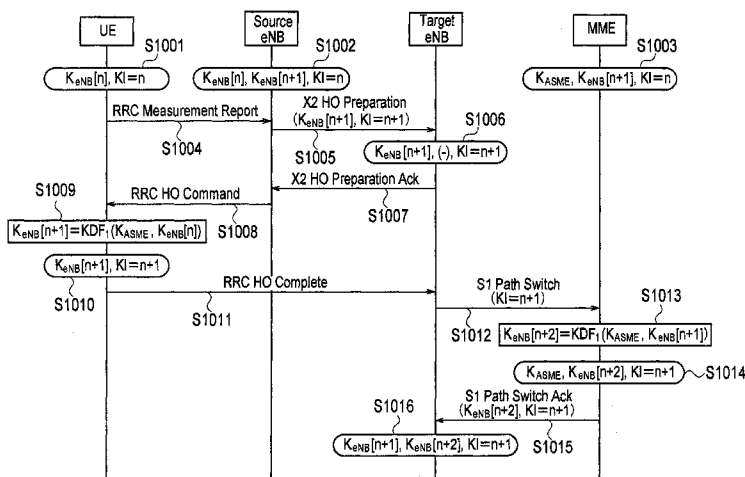 UE
Source
eNB
Target
eNB
MME
S1001
S1002
S1003
KeNB[n], KI=n
KeNB[n], KeNB[n+1], KI=n
KASME, KeNB[n+1], KI=n
RRC Measurement Report
S1004
X2 HO Preparation
(KeNB[n+1], KI=n+1)
S1005
S1006
KeNB[n+1], (-), KI=n+1
X2 HO Preparation Ack
S1007
RRC HO Command
S1008
S1009
KeNB[n+1]=KDF1(KASME, KeNB[n])
KeNB[n+1], KI=n+1
S1010
RRC HO Complete
S1011
S1 Path Switch
(KI=n+1)
S1012
S1013
KeNB[n+2]=KDF1(KASME, KeNB[n+1])
KASME, KeNB[n+2], KI=n+1
S1014
S1 Path Switch Ack
(KeNB[n+2], KI=n+1)
S1015
S1016
KeNB[n+1], KeNB[n+2], KI=n+1